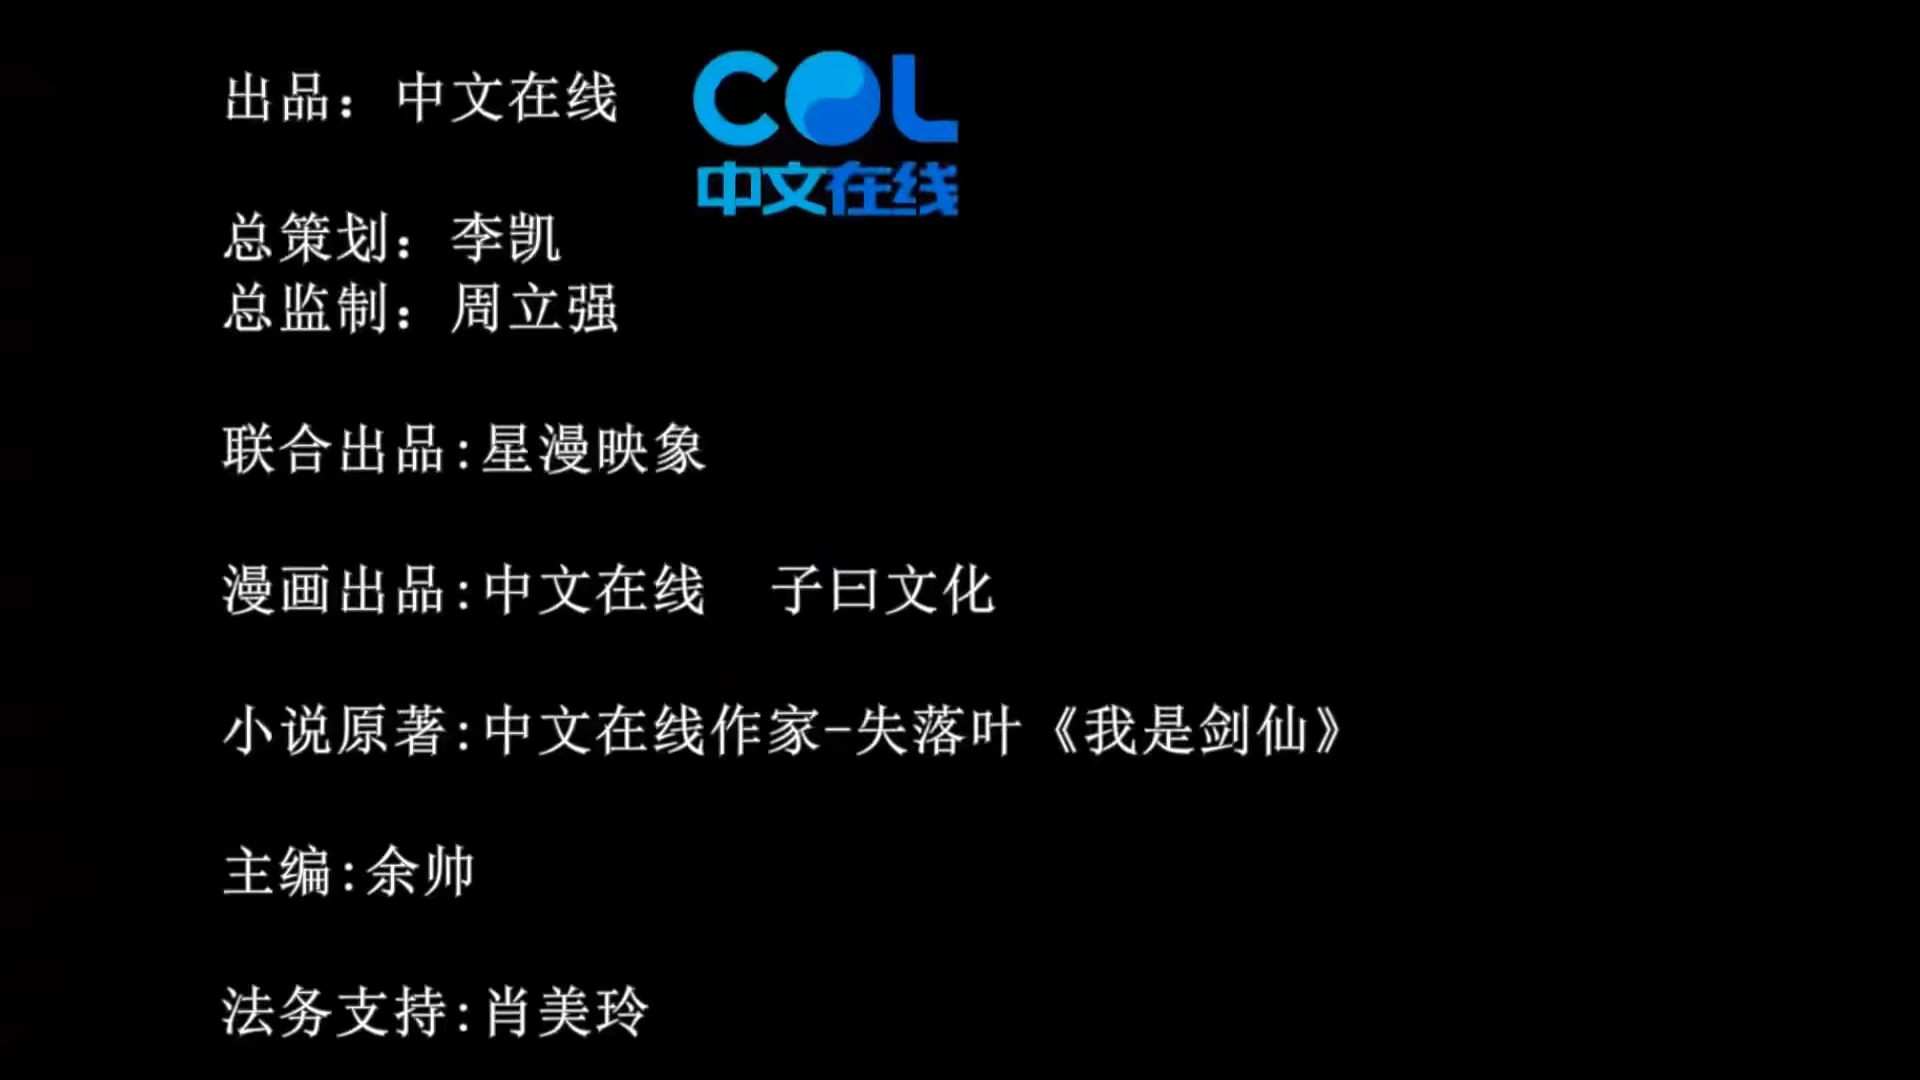 出品：中文在线
COL
中文在线
总策划：李凯
总监制：周立强
联合出品:星漫映象
漫画出品:中文在线 子曰文化
小说原著:中文在线作家-失落叶《我是剑仙》
主编:余帅
法务支持:肖美玲